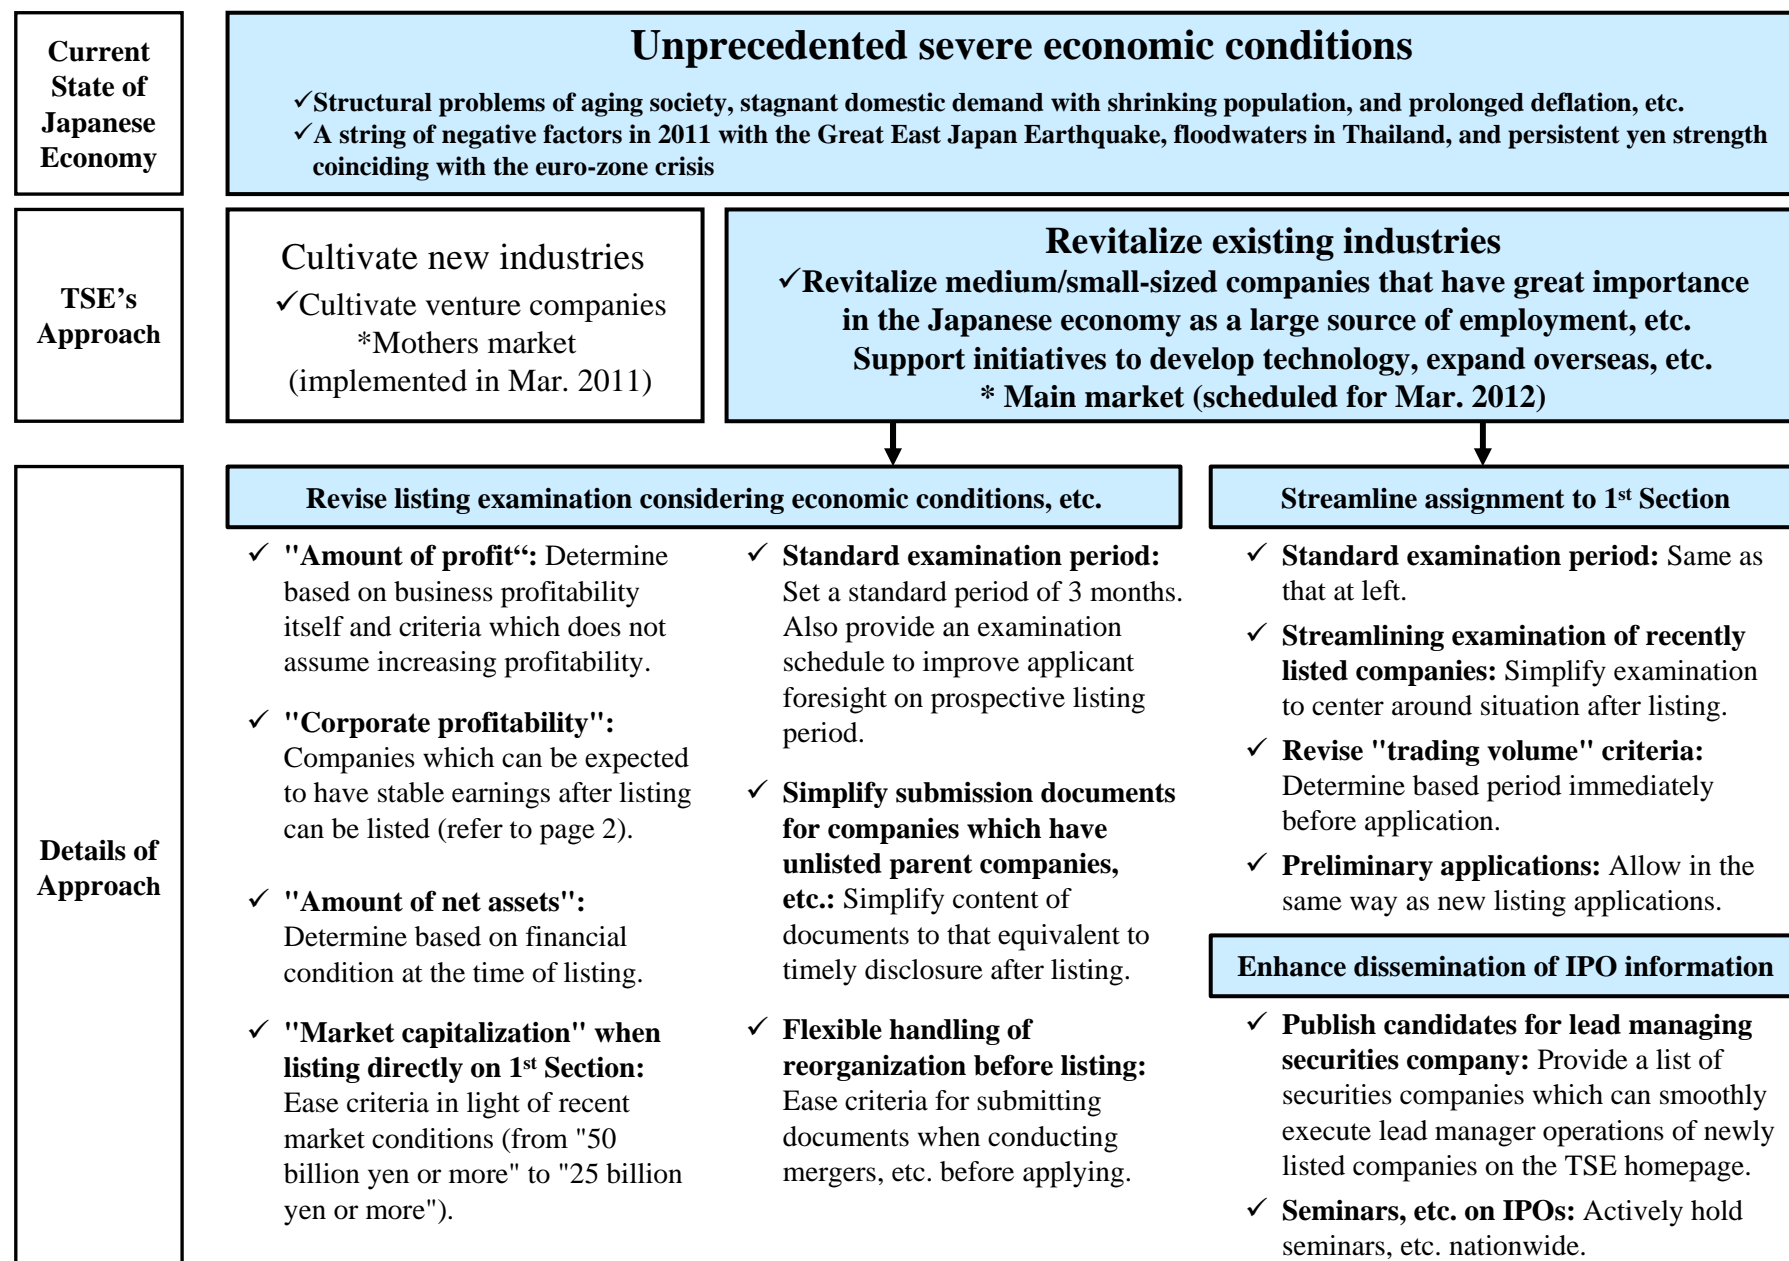 Current
State of
Japanese
Economy
Unprecedented severe economic conditions
✓Structural problems of aging society, stagnant domestic demand with shrinking population, and prolonged deflation, etc.
✓A string of negative factors in 2011 with the Great East Japan Earthquake, floodwaters in Thailand, and persistent yen strength
coinciding with the euro-zone crisis
TSE's
Approach
Cultivate new industries
✓Cultivate venture companies
*Mothers market
(implemented in Mar. 2011)
Revitalize existing industries
✓Revitalize medium/small-sized companies that have great importance
in the Japanese economy as a large source of employment, etc.
Support initiatives to develop technology, expand overseas, etc.
* Main market (scheduled for Mar. 2012)
Details of
Approach
Revise listing examination considering economic conditions, etc.
✓ "Amount of profit“: Determine
based on business profitability
itself and criteria which does not
assume increasing profitability.
✓ "Corporate profitability":
Companies which can be expected
to have stable earnings after listing
can be listed (refer to page 2).
✓ "Amount of net assets":
Determine based on financial
condition at the time of listing.
✓ "Market capitalization" when
listing directly on 1st Section:
Ease criteria in light of recent
market conditions (from "50
billion yen or more" to "25 billion
yen or more").
✓ Standard examination period:
Set a standard period of 3 months.
Also provide an examination
schedule to improve applicant
foresight on prospective listing
period.
✓ Simplify submission documents
for companies which have
unlisted parent companies,
etc.: Simplify content of
documents to that equivalent to
timely disclosure after listing.
✓ Flexible handling of
reorganization before listing:
Ease criteria for submitting
documents when conducting
mergers, etc. before applying.
Streamline assignment to 1st Section
✓ Standard examination period: Same as
that at left.
✓ Streamlining examination of recently
listed companies: Simplify examination
to center around situation after listing.
✓ Revise "trading volume" criteria:
Determine based period immediately
before application.
✓ Preliminary applications: Allow in the
same way as new listing applications.
Enhance dissemination of IPO information
✓ Publish candidates for lead managing
securities company: Provide a list of
securities companies which can smoothly
execute lead manager operations of newly
listed companies on the TSE homepage.
✓ Seminars, etc. on IPOs: Actively hold
seminars, etc. nationwide.